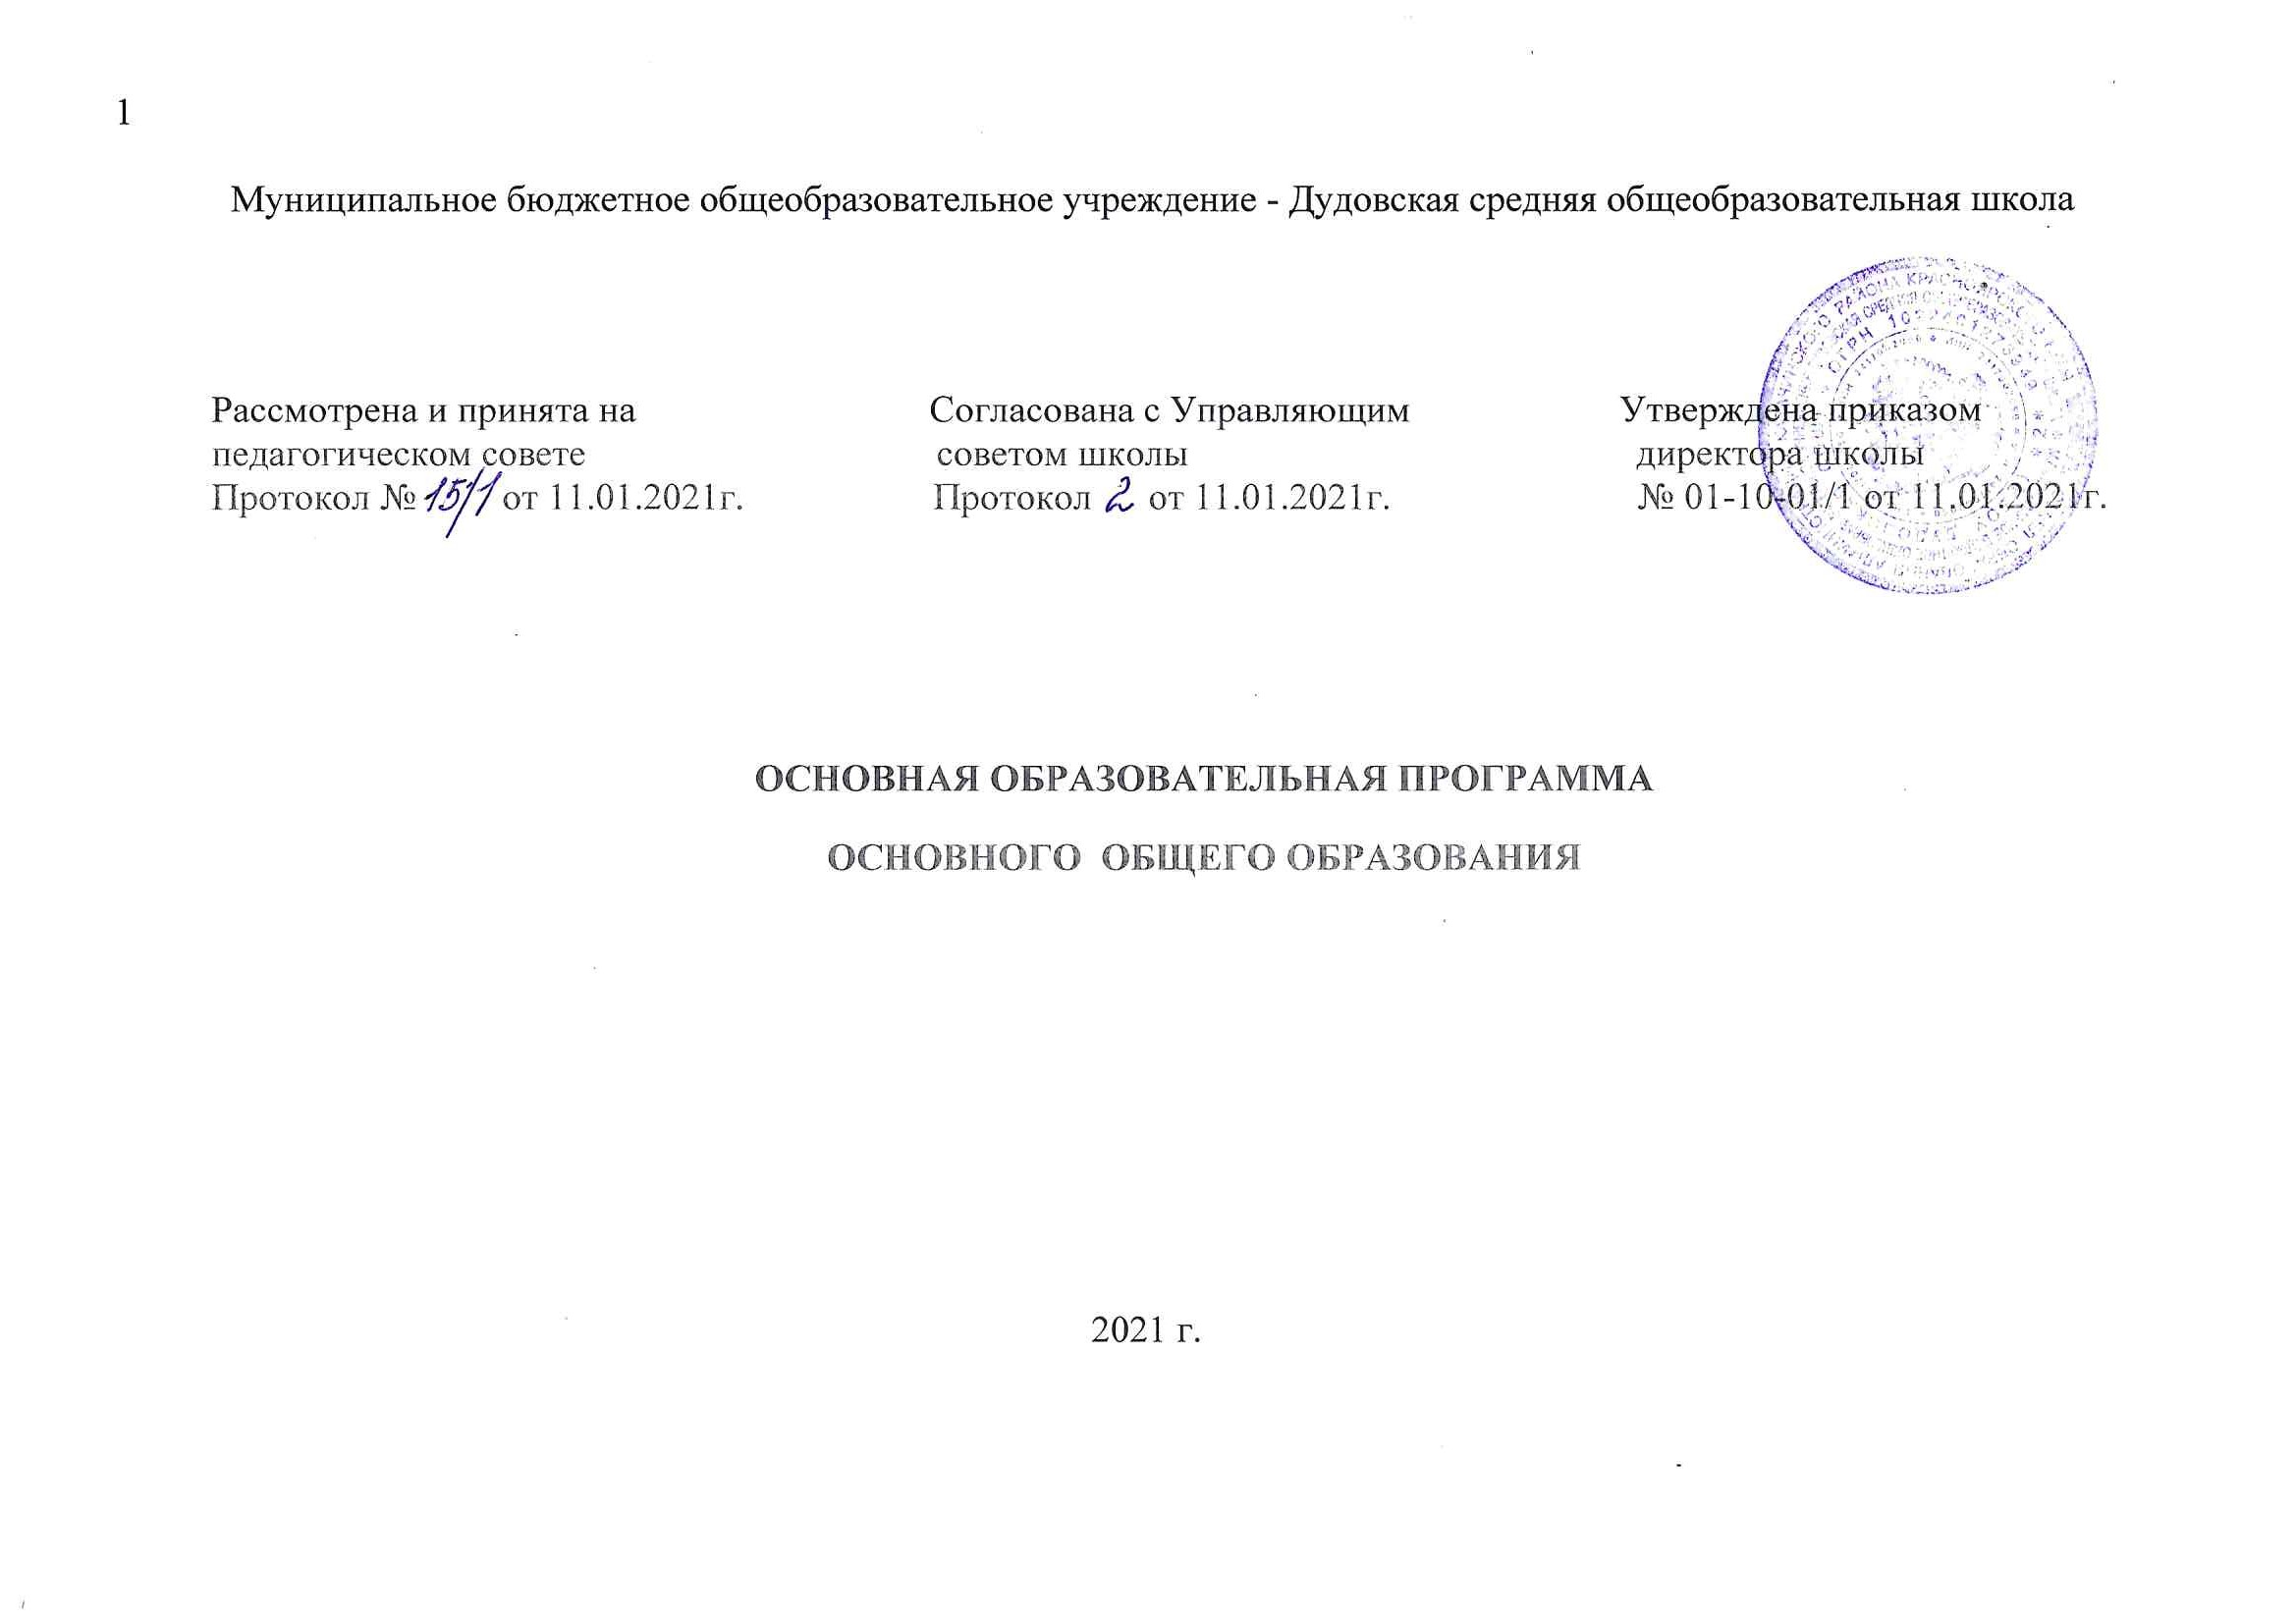 1
Муниципальное бюджетное общеобразовательное учреждение - Дудовская средняя общеобразовательная школа
Рассмотрена и принята на
педагогическом совете
Протокол № 15/1 от 11.01.2021г.
Согласована с Управляющим
советом школы
Протокол 2 от 11.01.2021г.
Утверждена приказом
директора школы
№ 01-10-01/1 от 11.01.2021г.
РАЙОНА
ОГРН
ОСНОВНАЯ ОБРАЗОВАТЕЛЬНАЯ ПРОГРАММА
ОСНОВНОГО ОБЩЕГО ОБРАЗОВАНИЯ
2021 г.